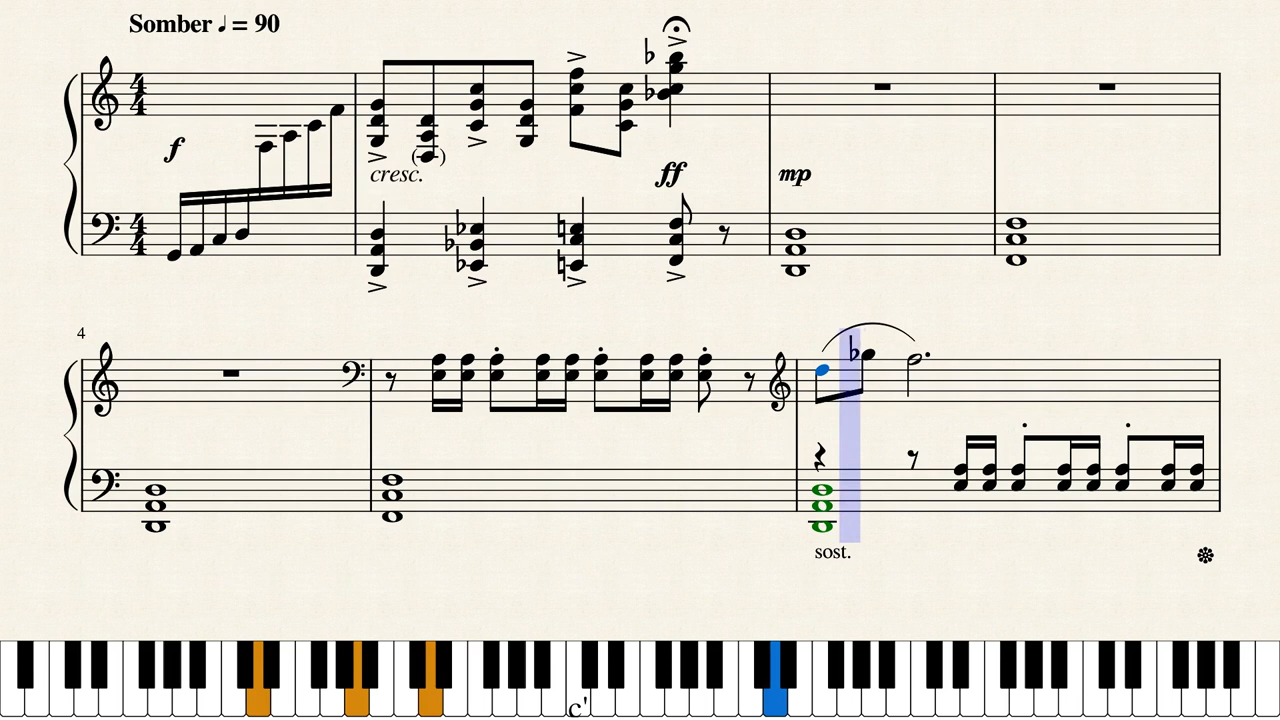 Somber ♩ = 90
f
cresc.
ff
mp
4
sost.
c'